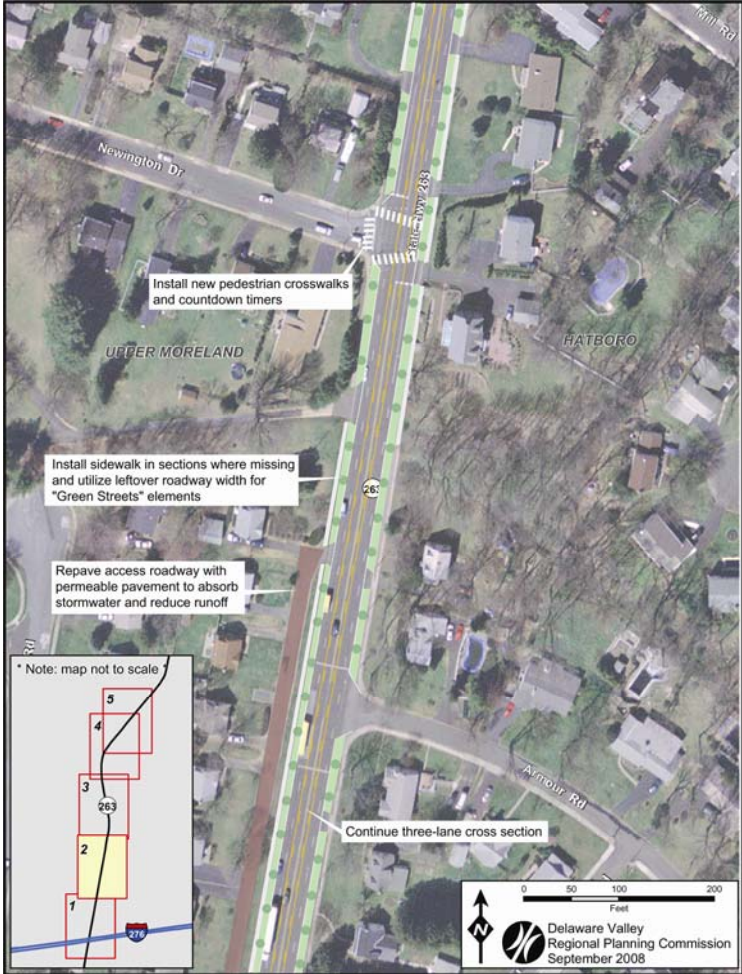 Mill Rd
Newington Dr
State Hwy 263
Install new pedestrian crosswalks
and countdown timers
UPPER MORELAND
HATBORO
Install sidewalk in sections where missing
and utilize leftover roadway width for
"Green Streets" elements
263
Repave access roadway with
permeable pavement to absorb
stormwater and reduce runoff
Rd
* Note: map not to scale *
5
4
3
263
2
1
276
Armour Rd
Continue three-lane cross section
0 50 100 200
Feet
N
Delaware Valley
Regional Planning Commission
September 2008